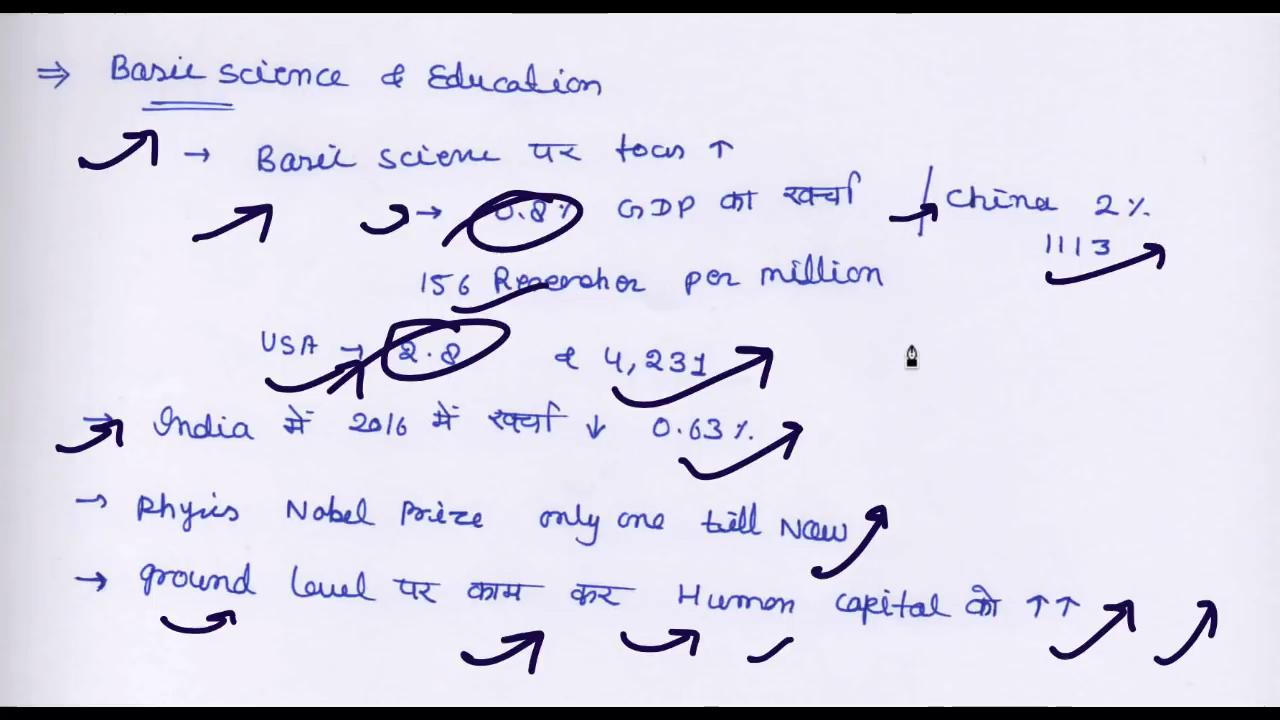 ⇒ Basic science & Education
→ Basic science पर focus ↑
→ 0.8% GDP का खर्चा / China 2%.
1113
156 Researcher per million
USA → 2.8 & 4,231
→ India में 2016 में खर्चा ↓ 0.63%.
→ Physics Nobel Prize only one till Now
→ ground level पर काम कर Human capital को ↑↑